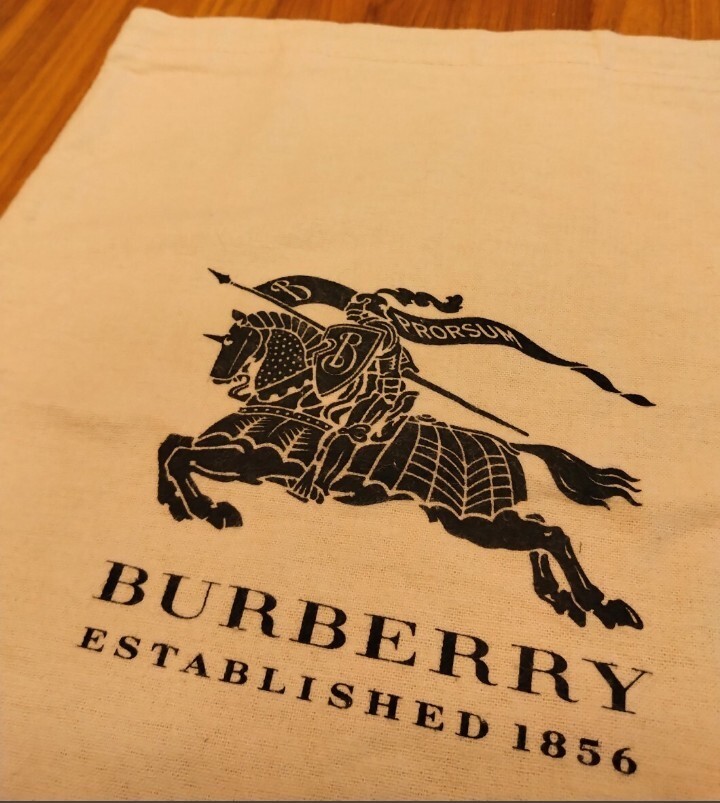 B
PRORSUM
B
BURBERRY
ESTABLISHED 1856